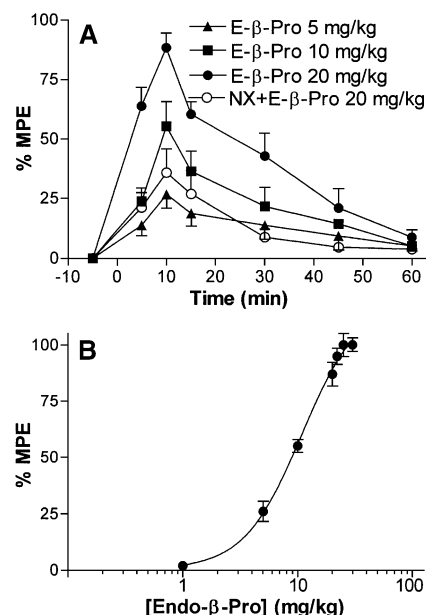 A
E-β-Pro 5 mg/kg
E-β-Pro 10 mg/kg
E-β-Pro 20 mg/kg
NX+E-β-Pro 20 mg/kg
100
75
50
25
0
% MPE
-10 0 10 20 30 40 50 60
Time (min)
B
100
75
50
25
0
% MPE
1 10 100
[Endo-β-Pro] (mg/kg)